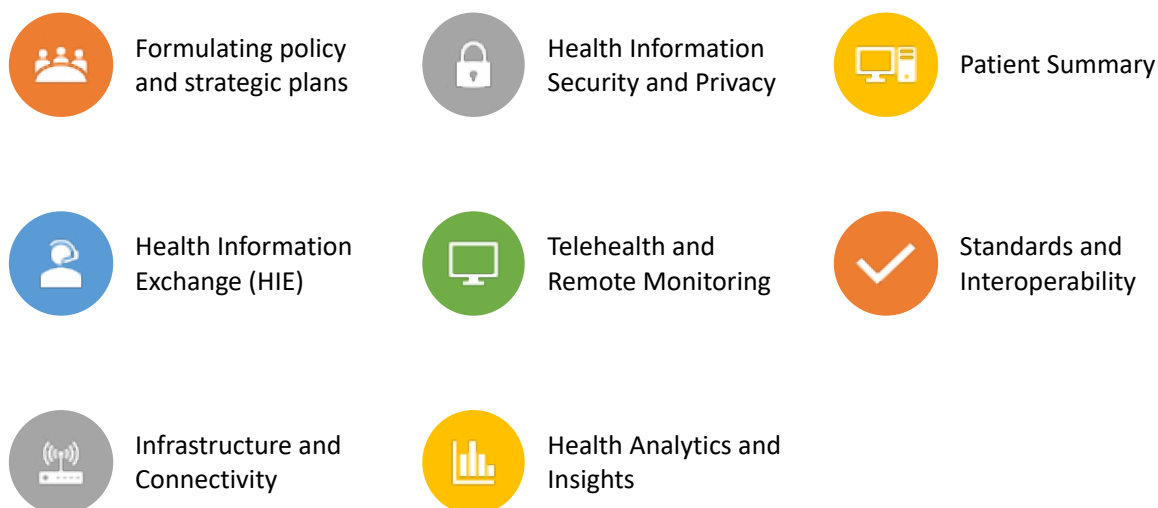 Formulating policy
and strategic plans
Health Information
Security and Privacy
Patient Summary
Health Information
Exchange (HIE)
Telehealth and
Remote Monitoring
Standards and
Interoperability
Infrastructure and
Connectivity
Health Analytics and
Insights